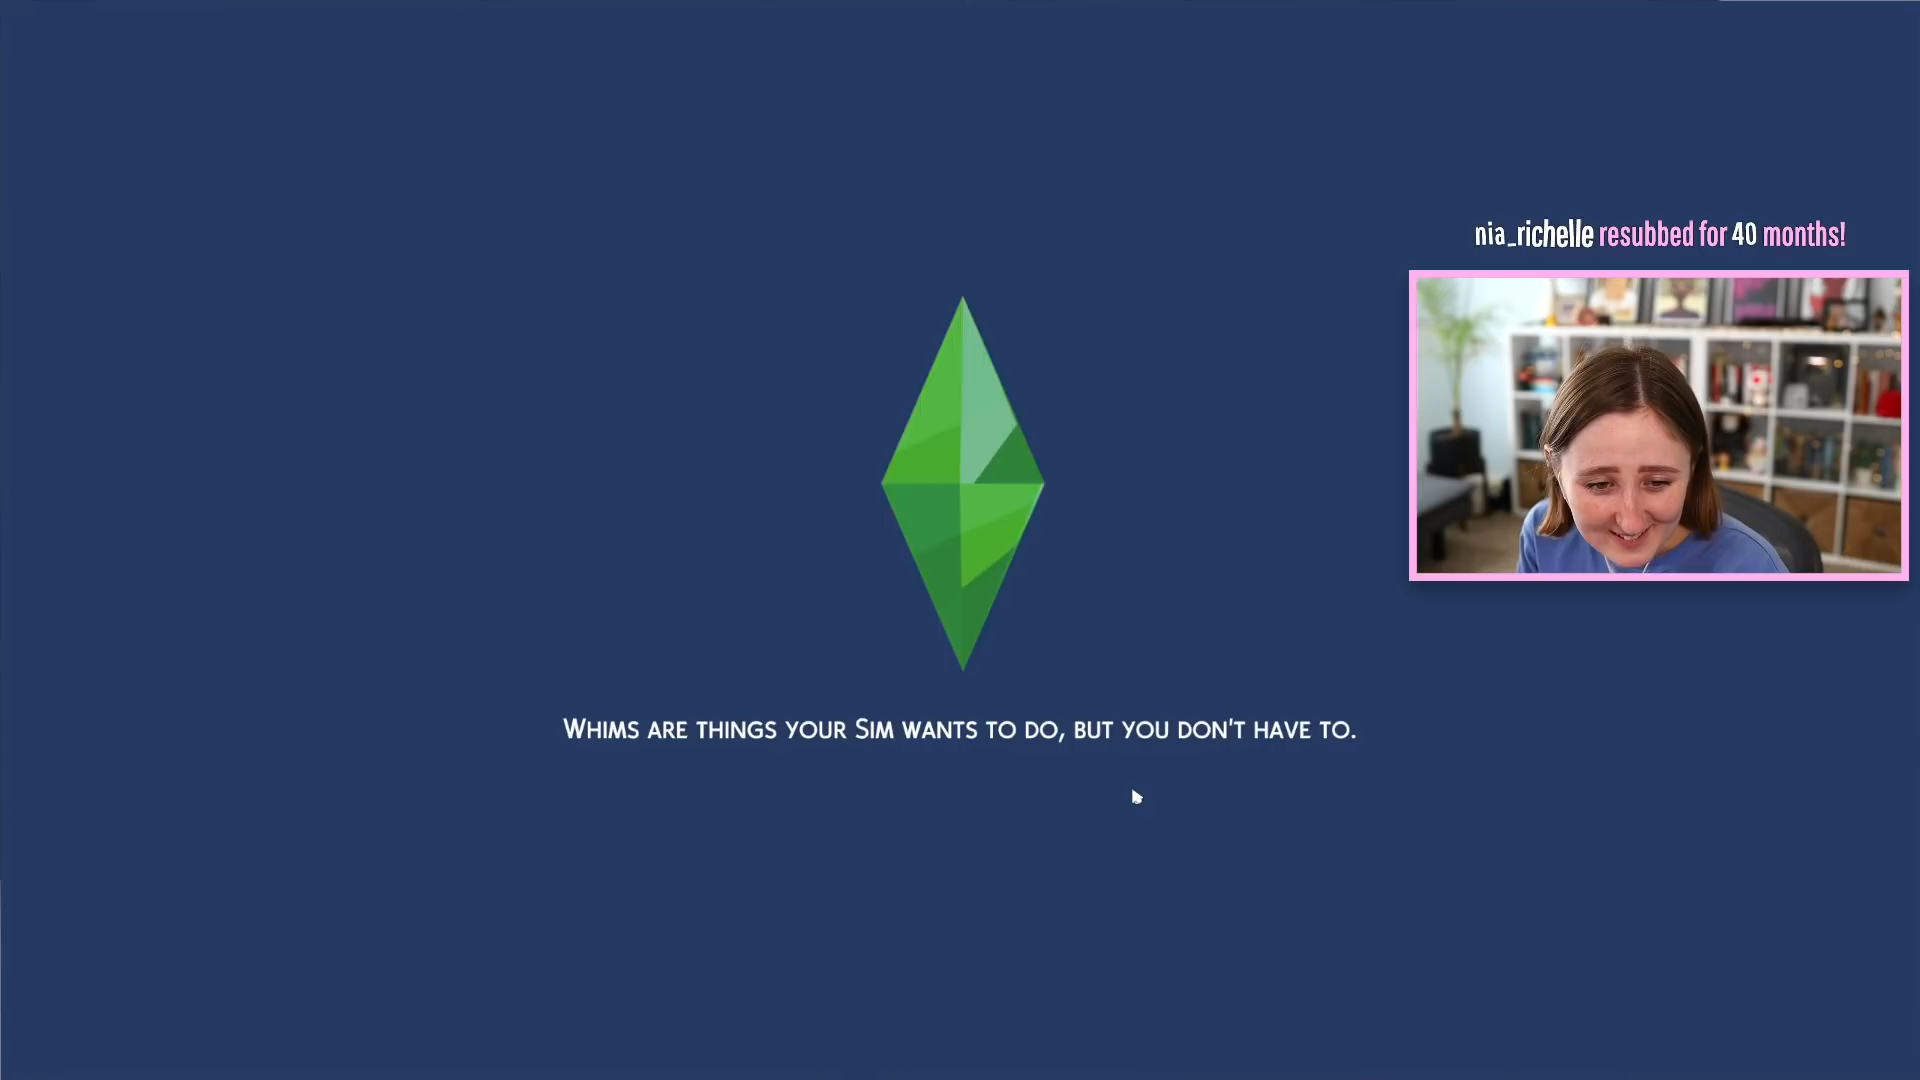 nia_richelle resubbed for 40 months!
Whims are things your Sim wants to do, but you don't have to.